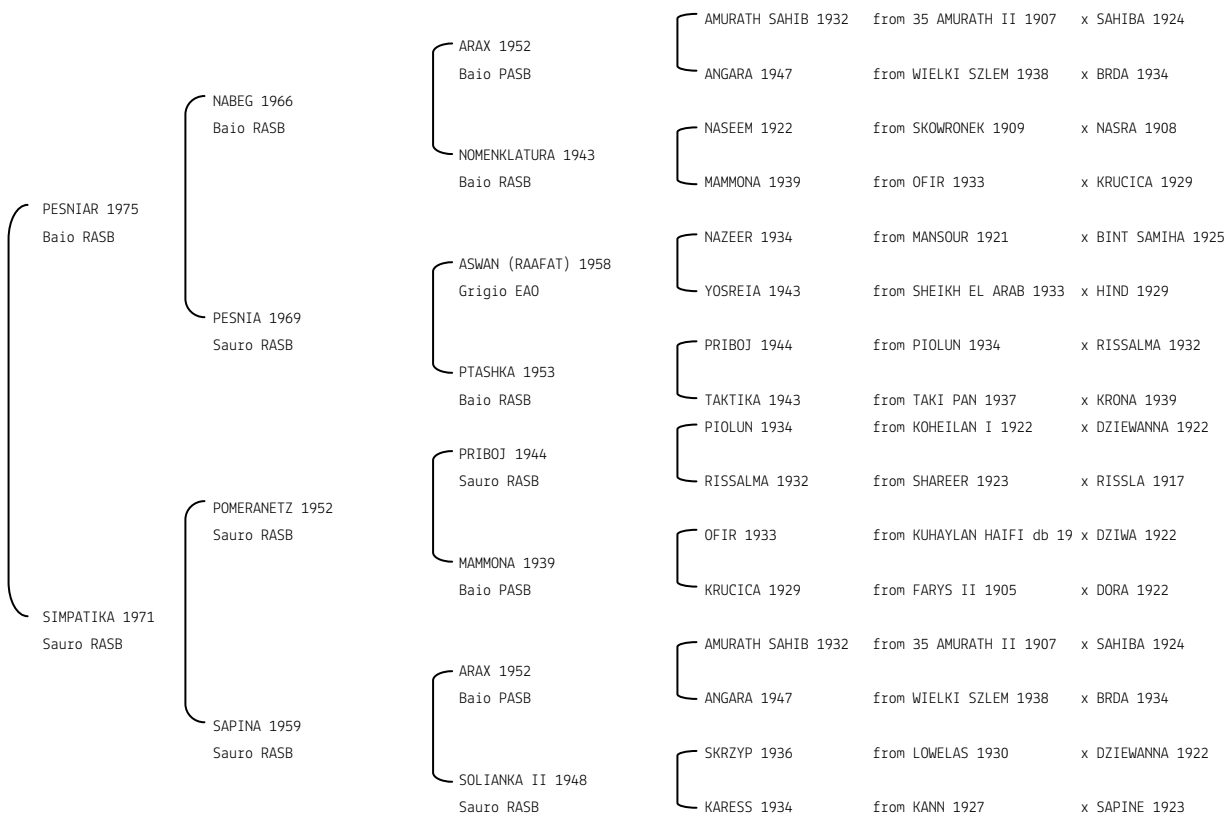 AMURATH SAHIB 1932 from 35 AMURATH II 1907 x SAHIBA 1924
ARAX 1952
Baio PASB
ANGARA 1947 from WIELKI SZLEM 1938 x BRDA 1934
NABEG 1966
Baio RASB
NASEEM 1922 from SKOWRONEK 1909 x NASRA 1908
NOMENKLATURA 1943
Baio RASB
MAMMONA 1939 from OFIR 1933 x KRUCICA 1929
PESNIAR 1975
Baio RASB
NAZEER 1934 from MANSOUR 1921 x BINT SAMIHA 1925
ASWAN (RAAFAT) 1958
Grigio EAO
YOSREIA 1943 from SHEIKH EL ARAB 1933 x HIND 1929
PESNIA 1969
Sauro RASB
PRIBOJ 1944 from PIOLUN 1934 x RISSALMA 1932
PTASHKA 1953
Baio RASB
TAKTIKA 1943 from TAKI PAN 1937 x KRONA 1939
PIOLUN 1934 from KOHEILAN I 1922 x DZIEWANNA 1922
PRIBOJ 1944
Sauro RASB
RISSALMA 1932 from SHAREER 1923 x RISSLA 1917
POMERANETZ 1952
Sauro RASB
OFIR 1933 from KUHAYLAN HAIFI db 19 x DZIWA 1922
MAMMONA 1939
Baio PASB
KRUCICA 1929 from FARYS II 1905 x DORA 1922
SIMPATIKA 1971
Sauro RASB
AMURATH SAHIB 1932 from 35 AMURATH II 1907 x SAHIBA 1924
ARAX 1952
Baio PASB
ANGARA 1947 from WIELKI SZLEM 1938 x BRDA 1934
SAPINA 1959
Sauro RASB
SKRZYP 1936 from LOWELAS 1930 x DZIEWANNA 1922
SOLIANKA II 1948
Sauro RASB
KARESS 1934 from KANN 1927 x SAPINE 1923